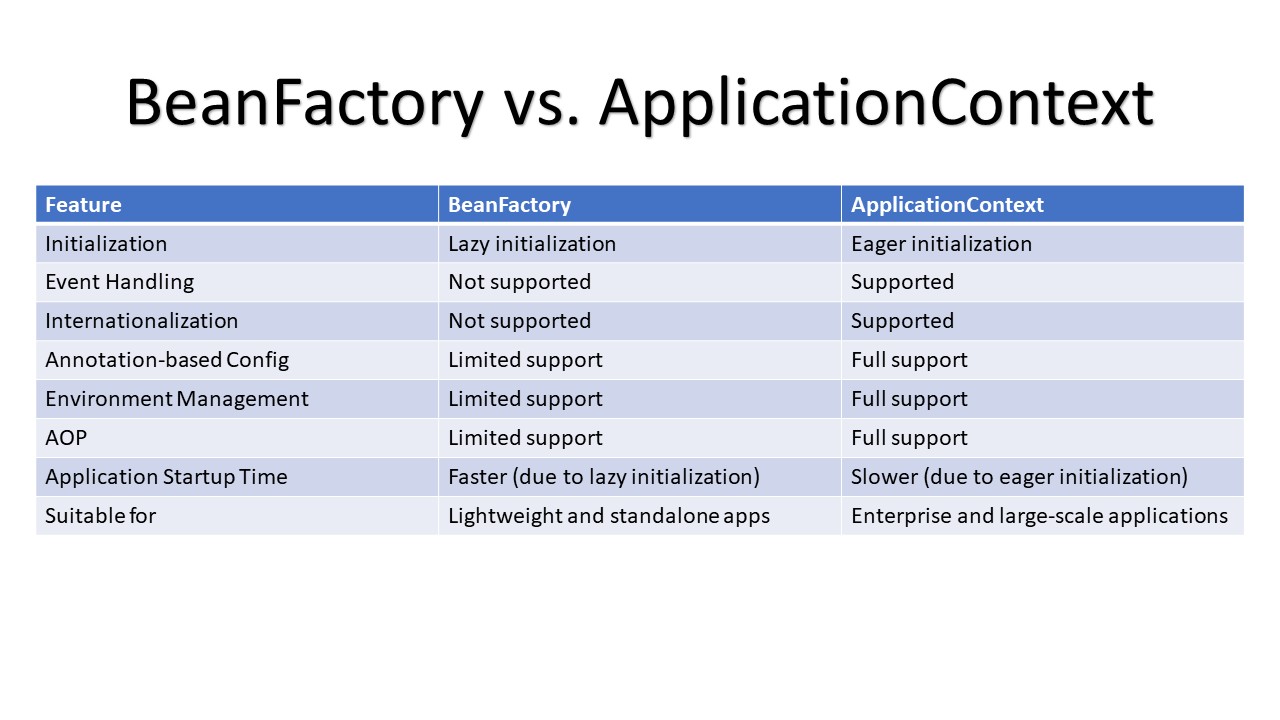 BeanFactory vs. ApplicationContext
Feature BeanFactory ApplicationContext
Initialization Lazy initialization Eager initialization
Event Handling Not supported Supported
Internationalization Not supported Supported
Annotation-based Config Limited support Full support
Environment Management Limited support Full support
AOP Limited support Full support
Application Startup Time Faster (due to lazy initialization) Slower (due to eager initialization)
Suitable for Lightweight and standalone apps Enterprise and large-scale applications